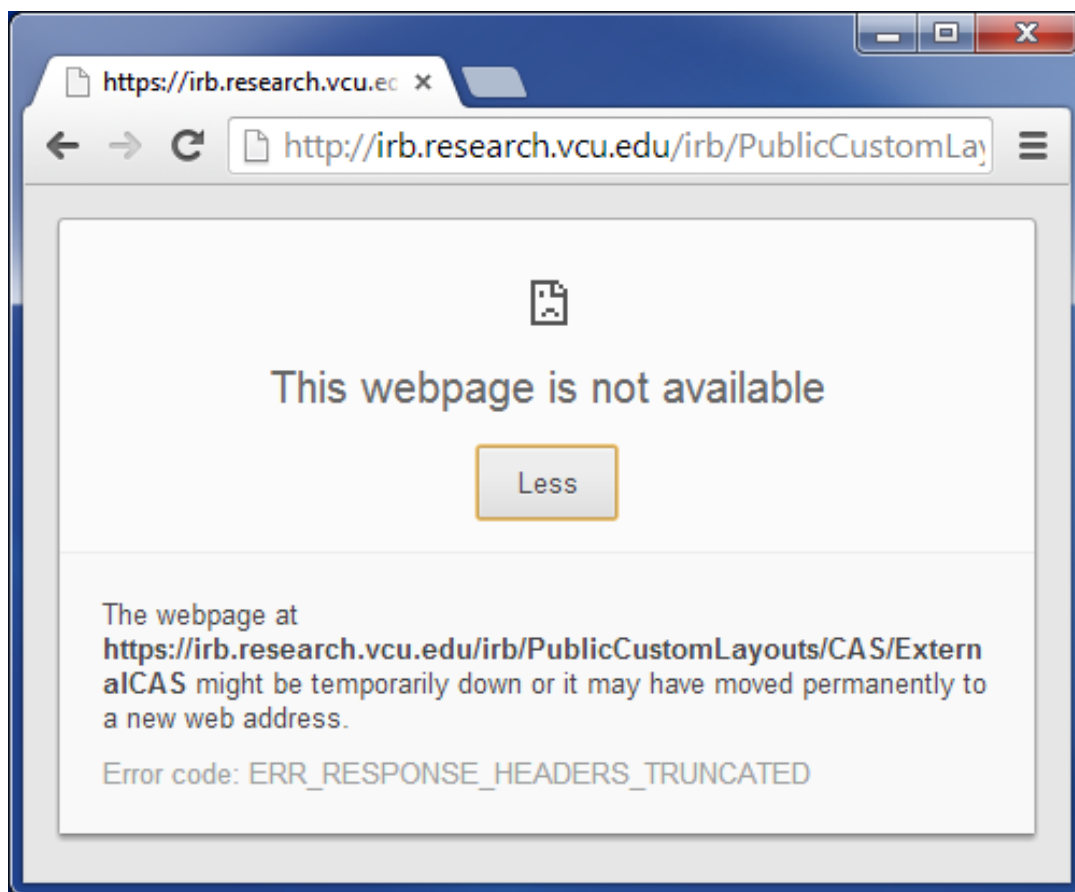 https://irb.research.vcu.ec
http://irb.research.vcu.edu/irb/PublicCustomLay
This webpage is not available
Less
The webpage at
https://irb.research.vcu.edu/irb/PublicCustomLayouts/CAS/Extern
alCAS might be temporarily down or it may have moved permanently to
a new web address.
Error code: ERR_RESPONSE_HEADERS_TRUNCATED